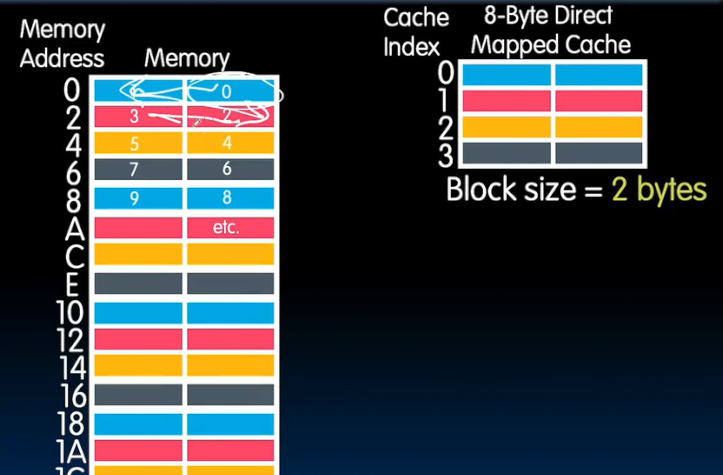 Memory
Address
Memory
Cache
Index
8-Byte Direct
Mapped Cache
0 0
2 3 2
4 5 4
6 7 6
8 9 8
A etc.
C
E
10
12
14
16
18
1A
0
1
2
3
Block size = 2 bytes